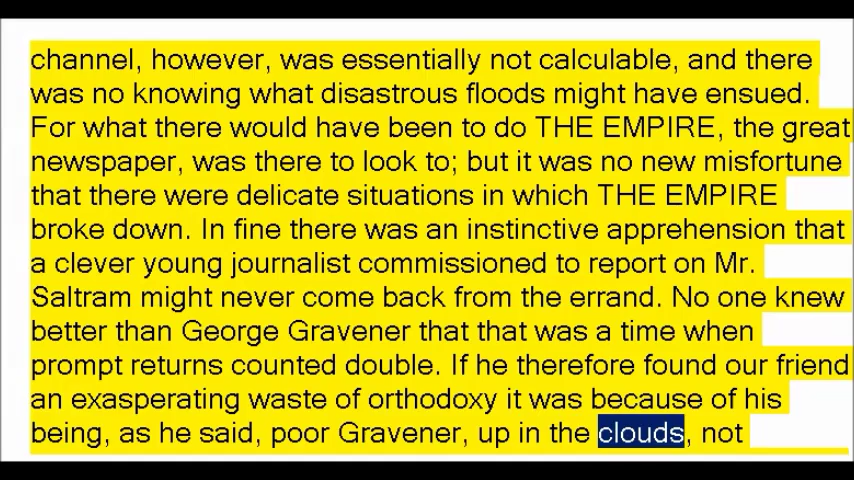 channel, however, was essentially not calculable, and there
was no knowing what disastrous floods might have ensued.
For what there would have been to do THE EMPIRE, the great
newspaper, was there to look to; but it was no new misfortune
that there were delicate situations in which THE EMPIRE
broke down. In fine there was an instinctive apprehension that
a clever young journalist commissioned to report on Mr.
Saltram might never come back from the errand. No one knew
better than George Gravener that that was a time when
prompt returns counted double. If he therefore found our friend
an exasperating waste of orthodoxy it was because of his
being, as he said, poor Gravener, up in the clouds, not